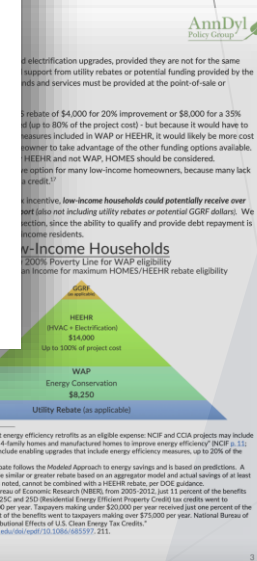 AnnDyl
Policy Group
d electrification upgrades, provided they are not for the same
support from utility rebates or potential funding provided by the
nds and services must be provided at the point-of-sale or
S rebate of $4,000 for 20% improvement or $8,000 for a 35%
d (up to 80% of the project cost) - but because it would have to
measures included in WAP or HEEHR, it would likely be more cost
eowner to take advantage of the other funding options available.
HEEHR and not WAP, HOMES should be considered.
ve option for many low-income homeowners, because many lack
a credit.17
x incentive, low-income households could potentially receive over
port (also not including utility rebates or potential GGRF dollars). We
ection, since the ability to qualify and provide debt repayment is
income residents.
w-Income Households
200% Poverty Line for WAP eligibility
an Income for maximum HOMES/HEEHR rebate eligibility
GGRF
(as applicable)
HEEHR
(HVAC + Electrification)
$14,000
Up to 100% of project cost
WAP
Energy Conservation
$8,250
Utility Rebate (as applicable)
t energy efficiency retrofits as an eligible expense: NCIF and CCIA projects may include
4-family homes and manufactured homes to improve energy efficiency" (NCIF p. 11;
clude enabling upgrades that include energy efficiency measures, up to 20% of the
bate follows the Modeled Approach to energy savings and is based on predictions. A
e similar or greater rebate based on an aggregator model and actual savings of at least
noted, cannot be combined with a HEEHR rebate, per DOE guidance.
ureau of Economic Research (NBER), from 2005-2012, just 11 percent of the benefits
25C and 25D (Residential Energy Efficient Property Credit) tax credits went to
00 per year. Taxpayers making under $20,000 per year received just one percent of the
t of the benefits went to taxpayers making over $75,000 per year. National Bureau of
butional Effects of U.S. Clean Energy Tax Credits."
.edu/doi/epdf/10.1086/685597. 211.
3